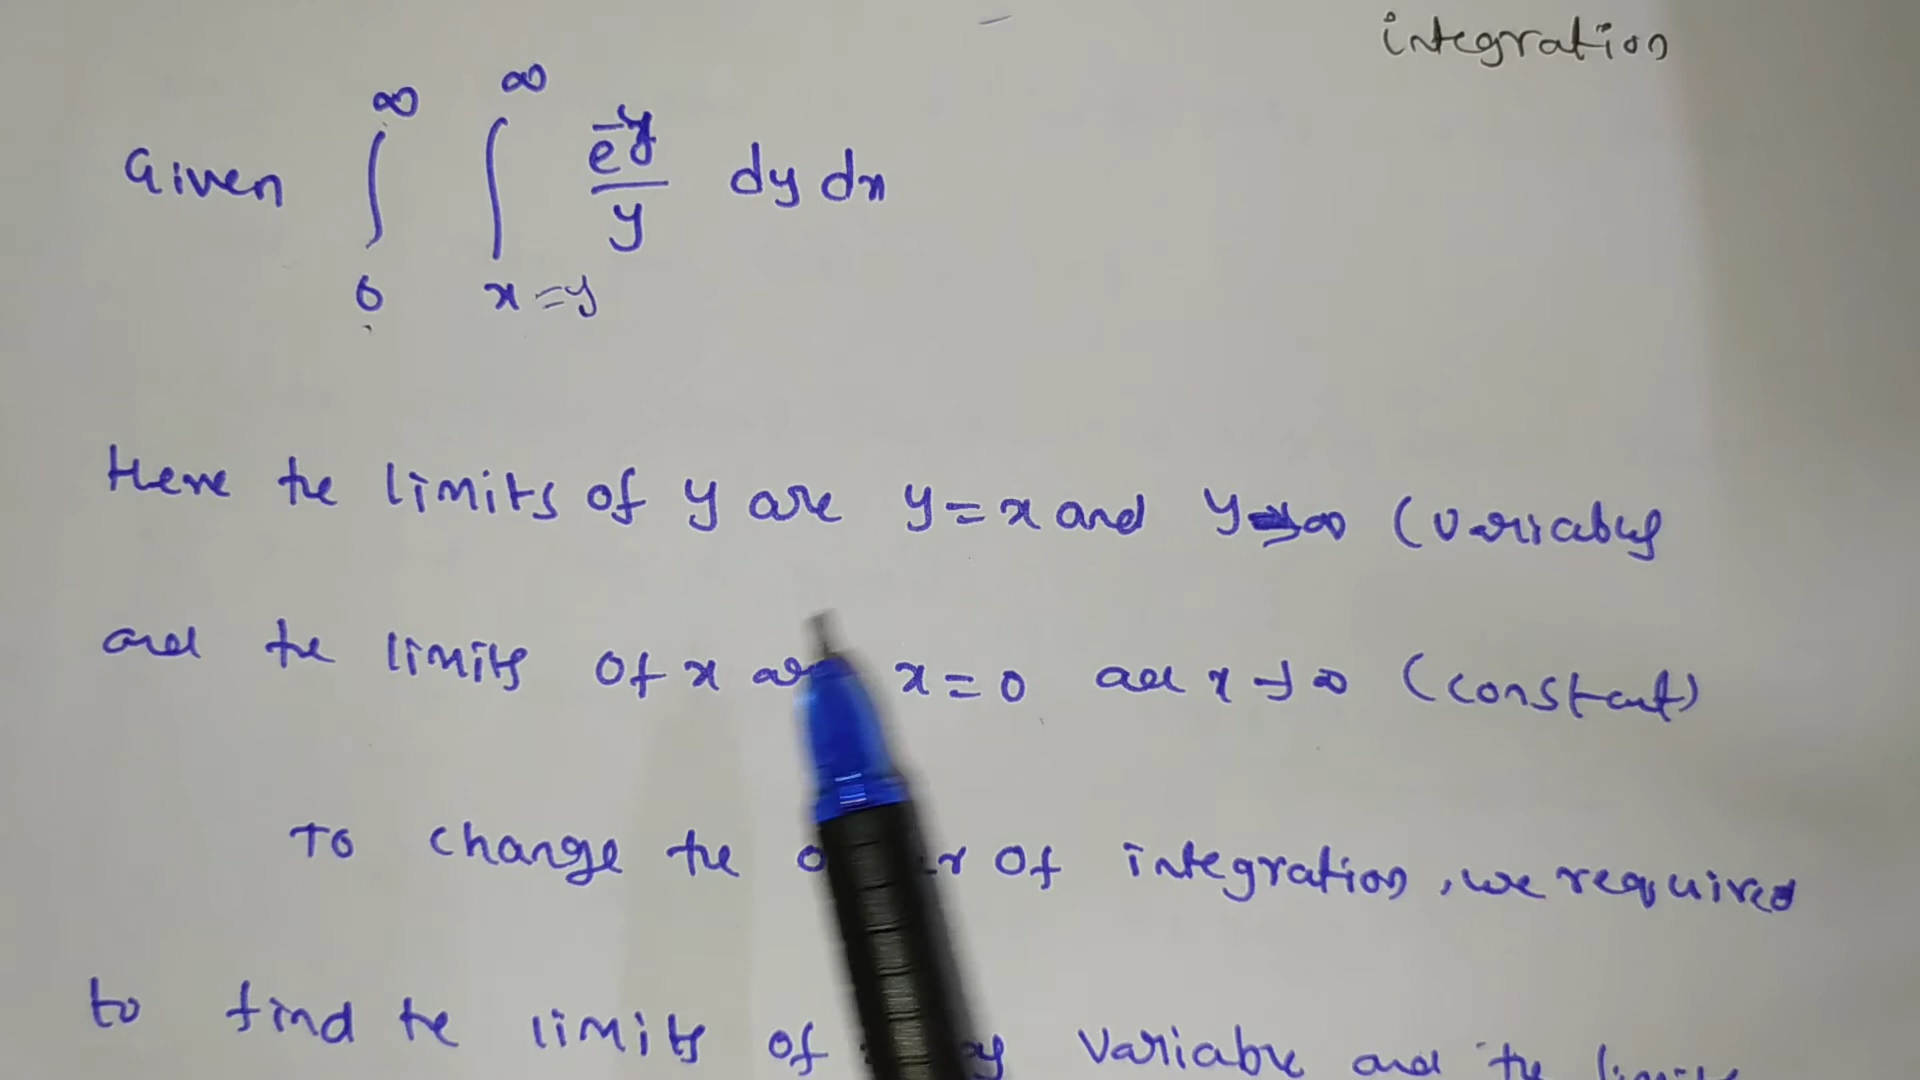 integration
Given ∫₀^∞ ∫_{x=y}^∞ e^{-y}/y dy dx
Here the limits of y are y=x and y→∞ (variable)
and the limits of x are x=0 and x→∞ (constant)
To change the of integration, we required
to find the limits of variable and the